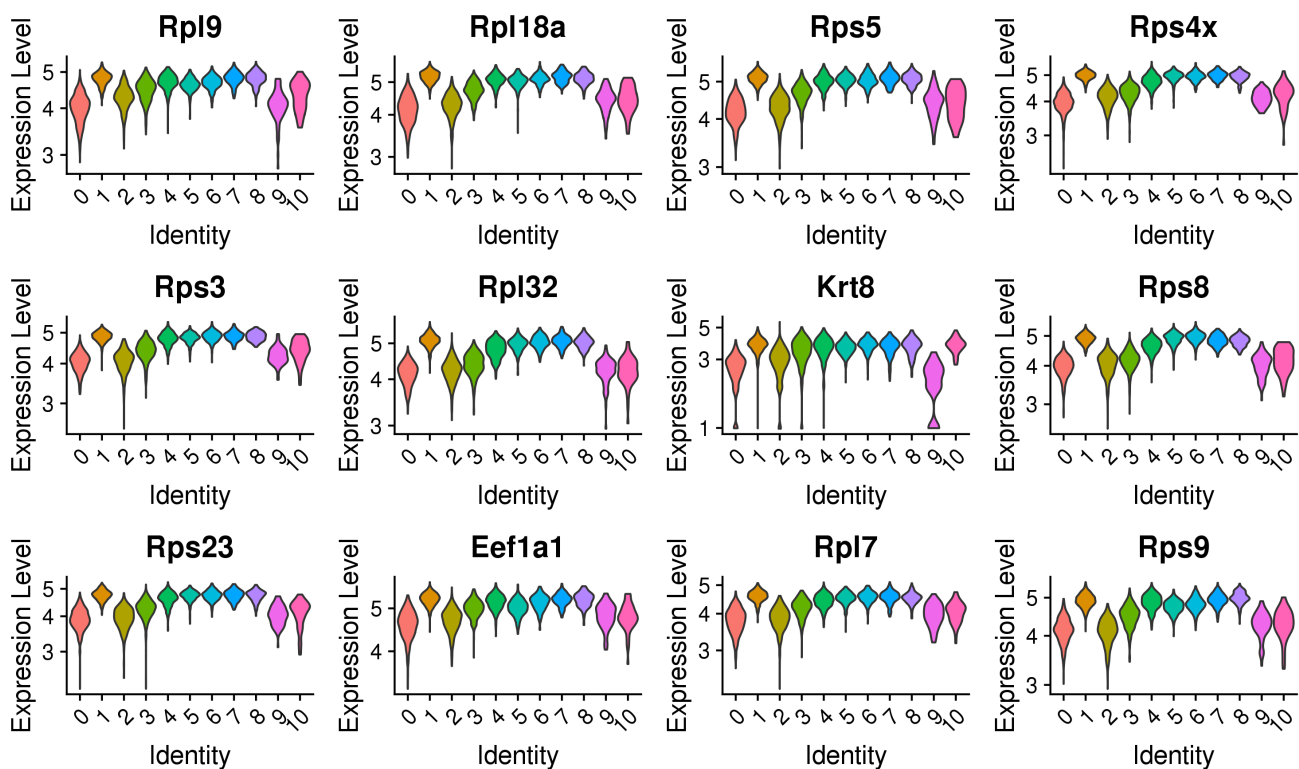 Rpl9 Rpl18a Rps5 Rps4x
Expression Level Expression Level Expression Level Expression Level
5 5 5 5
4 4 4 4
3 3 3 3
0 1 2 3 4 5 6 7 8 9 10 0 1 2 3 4 5 6 7 8 9 10 0 1 2 3 4 5 6 7 8 9 10 0 1 2 3 4 5 6 7 8 9 10
Identity Identity Identity Identity
Rps3 Rpl32 Krt8 Rps8
Expression Level Expression Level Expression Level Expression Level
5 5 5 5
4 4 3 4
3 3 1 3
0 1 2 3 4 5 6 7 8 9 10 0 1 2 3 4 5 6 7 8 9 10 0 1 2 3 4 5 6 7 8 9 10 0 1 2 3 4 5 6 7 8 9 10
Identity Identity Identity Identity
Rps23 Eef1a1 Rpl7 Rps9
Expression Level Expression Level Expression Level Expression Level
5 5 5 5
4 4 4 4
3 3 3
0 1 2 3 4 5 6 7 8 9 10 0 1 2 3 4 5 6 7 8 9 10 0 1 2 3 4 5 6 7 8 9 10 0 1 2 3 4 5 6 7 8 9 10
Identity Identity Identity Identity